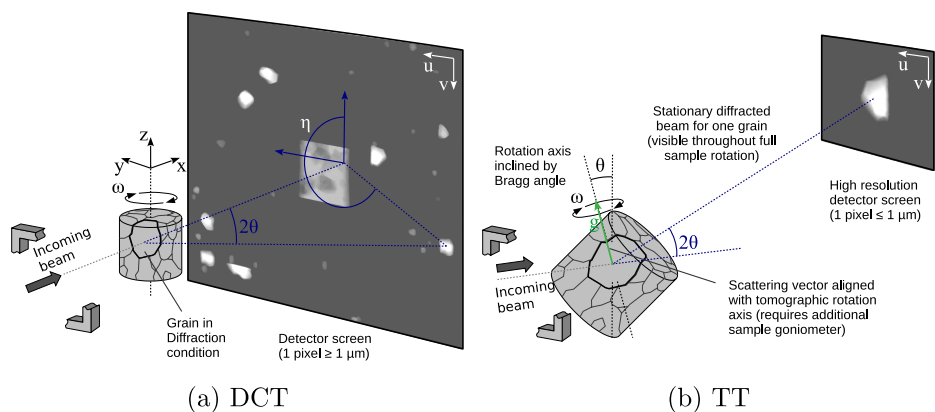 u
v
η
z
y
x
ω
2θ
Incoming
beam
Grain in
Diffraction
condition
Detector screen
(1 pixel ≥ 1 μm)
(a) DCT
u
v
Stationary diffracted
beam for one grain
(visible throughout full
sample rotation)
Rotation axis
inclined by
Bragg angle
θ
ω
g
2θ
High resolution
detector screen
(1 pixel ≤ 1 μm)
Incoming
beam
Scattering vector aligned
with tomographic rotation
axis (requires additional
sample goniometer)
(b) TT